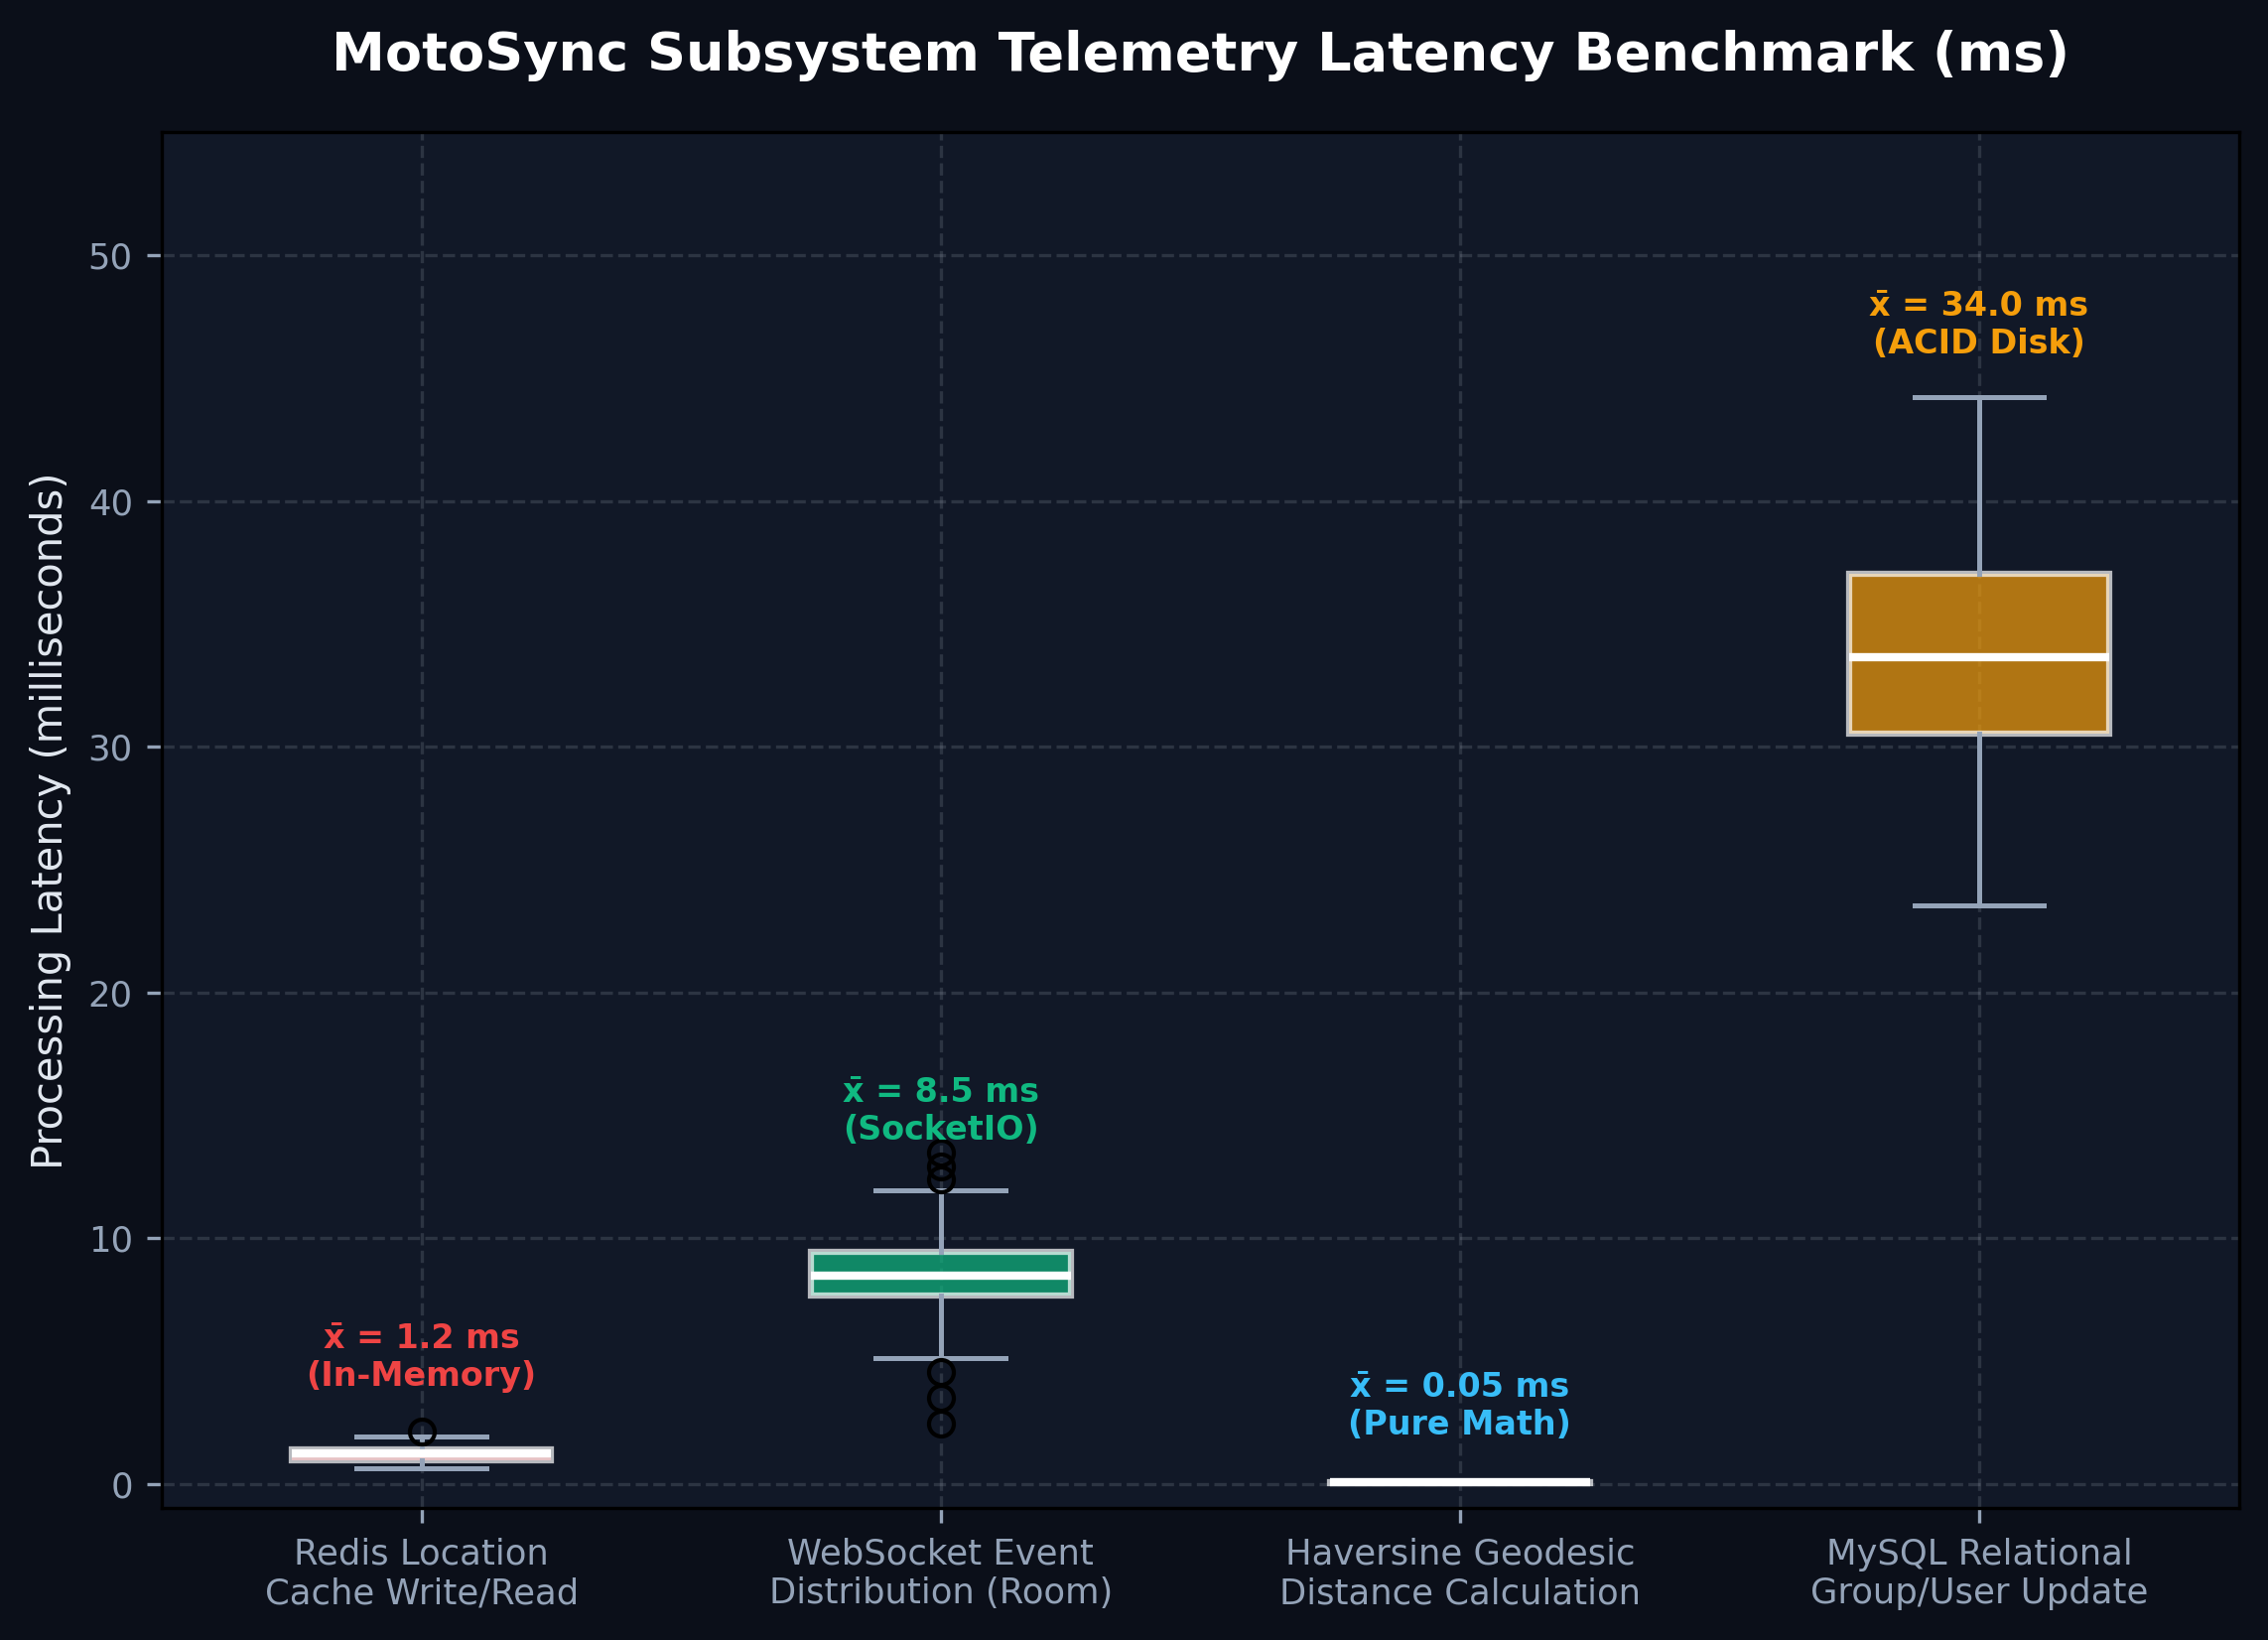 MotoSync Subsystem Telemetry Latency Benchmark (ms)
Processing Latency (milliseconds)
50
40
30
20
10
0
x̄ = 1.2 ms
(In-Memory)
x̄ = 8.5 ms
(SocketIO)
x̄ = 0.05 ms
(Pure Math)
x̄ = 34.0 ms
(ACID Disk)
Redis Location
Cache Write/Read
WebSocket Event
Distribution (Room)
Haversine Geodesic
Distance Calculation
MySQL Relational
Group/User Update